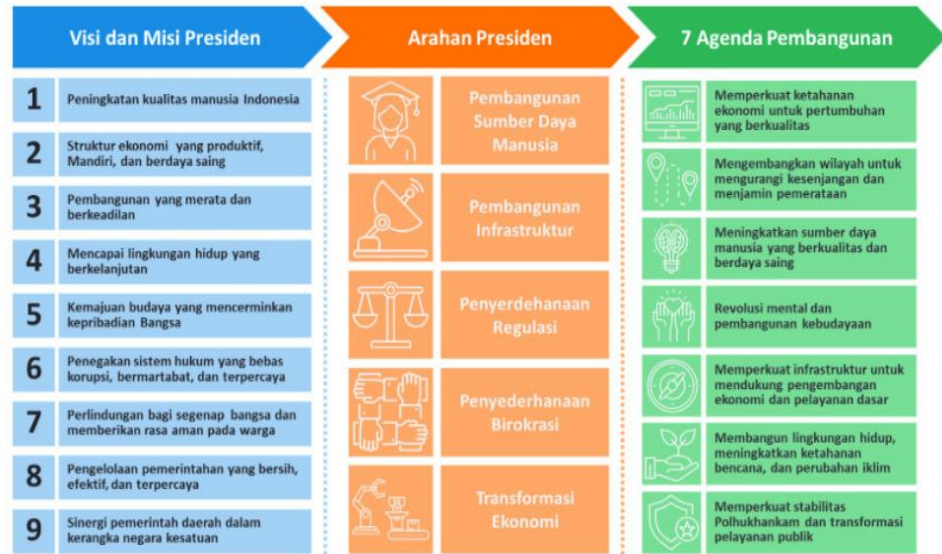 Visi dan Misi Presiden
1
Peningkatan kualitas manusia Indonesia
2
Struktur ekonomi yang produktif,
Mandiri, dan berdaya saing
3
Pembangunan yang merata dan
berkeadilan
4
Mencapai lingkungan hidup yang
berkelanjutan
5
Kemajuan budaya yang mencerminkan
kepribadian Bangsa
6
Penegakan sistem hukum yang bebas
korupsi, bermartabat, dan terpercaya
7
Perlindungan bagi segenap bangsa dan
memberikan rasa aman pada warga
8
Pengelolaan pemerintahan yang bersih,
efektif, dan terpercaya
9
Sinergi pemerintah daerah dalam
kerangka negara kesatuan
Arahan Presiden
Pembangunan
Sumber Daya
Manusia
Pembangunan
Infrastruktur
Penyerdehanaan
Regulasi
Penyederhanaan
Birokrasi
Transformasi
Ekonomi
7 Agenda Pembangunan
Memperkuat ketahanan
ekonomi untuk pertumbuhan
yang berkualitas
Mengembangkan wilayah untuk
mengurangi kesenjangan dan
menjamin pemerataan
Meningkatkan sumber daya
manusia yang berkualitas dan
berdaya saing
Revolusi mental dan
pembangunan kebudayaan
Memperkuat infrastruktur untuk
mendukung pengembangan
ekonomi dan pelayanan dasar
Membangun lingkungan hidup,
meningkatkan ketahanan
bencana, dan perubahan iklim
Memperkuat stabilitas
Polhukhankam dan transformasi
pelayanan publik